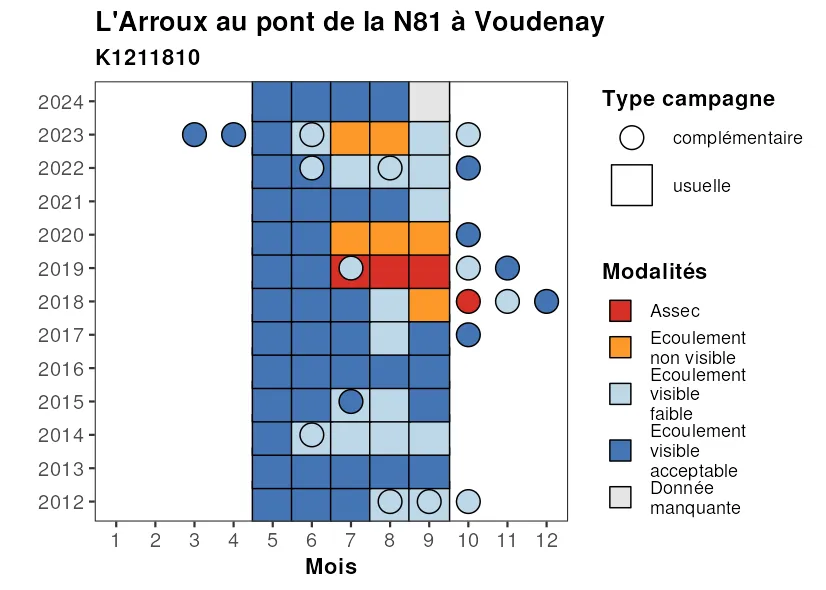 L'Arroux au pont de la N81 à Voudenay
K1211810
2024
2023
2022
2021
2020
2019
2018
2017
2016
2015
2014
2013
2012
1 2 3 4 5 6 7 8 9 10 11 12
Mois
Type campagne
complémentaire
usuelle
Modalités
Assec
Ecoulement
non visible
Ecoulement
visible
faible
Ecoulement
visible
acceptable
Donnée
manquante